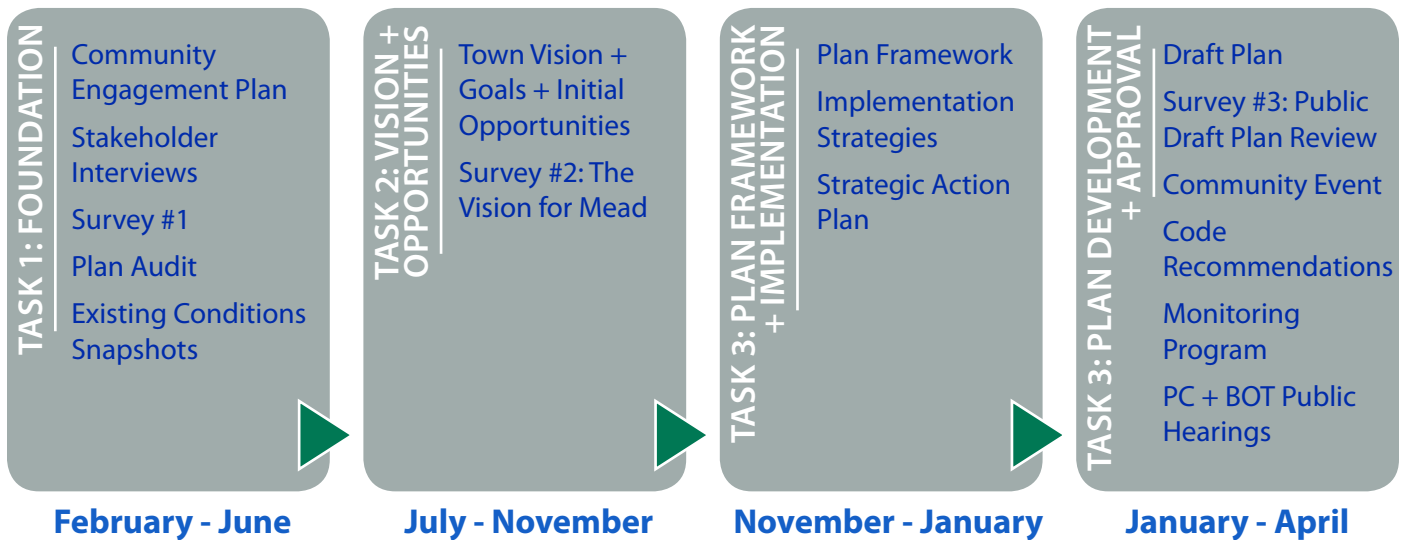 TASK 1: FOUNDATION
Community
Engagement Plan
Stakeholder
Interviews
Survey #1
Plan Audit
Existing Conditions
Snapshots
February - June
TASK 2: VISION +
OPPORTUNITIES
Town Vision +
Goals + Initial
Opportunities
Survey #2: The
Vision for Mead
July - November
TASK 3: PLAN FRAMEWORK
+ IMPLEMENTATION
Plan Framework
Implementation
Strategies
Strategic Action
Plan
November - January
TASK 3: PLAN DEVELOPMENT
+ APPROVAL
Draft Plan
Survey #3: Public
Draft Plan Review
Community Event
Code
Recommendations
Monitoring
Program
PC + BOT Public
Hearings
January - April